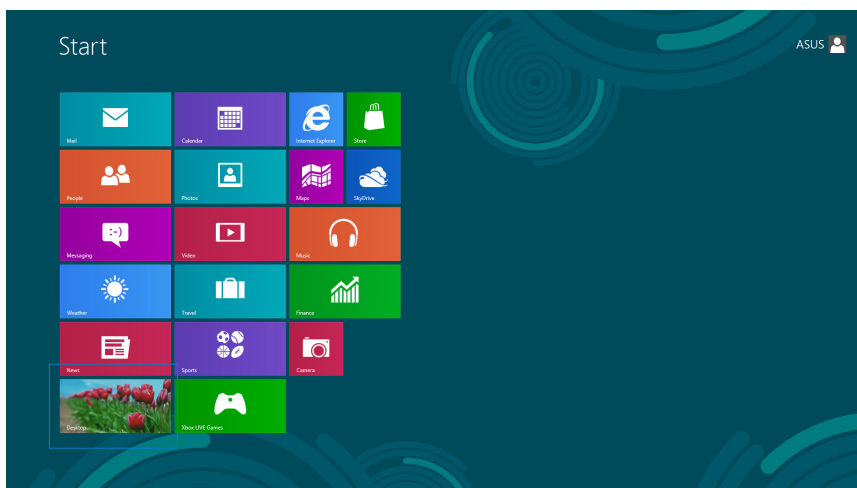 Start
ASUS
Mail
Calendar
Internet Explorer
Store
People
Photos
Maps
SkyDrive
Messaging
:-)
Video
Music
Weather
Travel
Finance
News
Sports
Camera
Desktop
Xbox LIVE Games